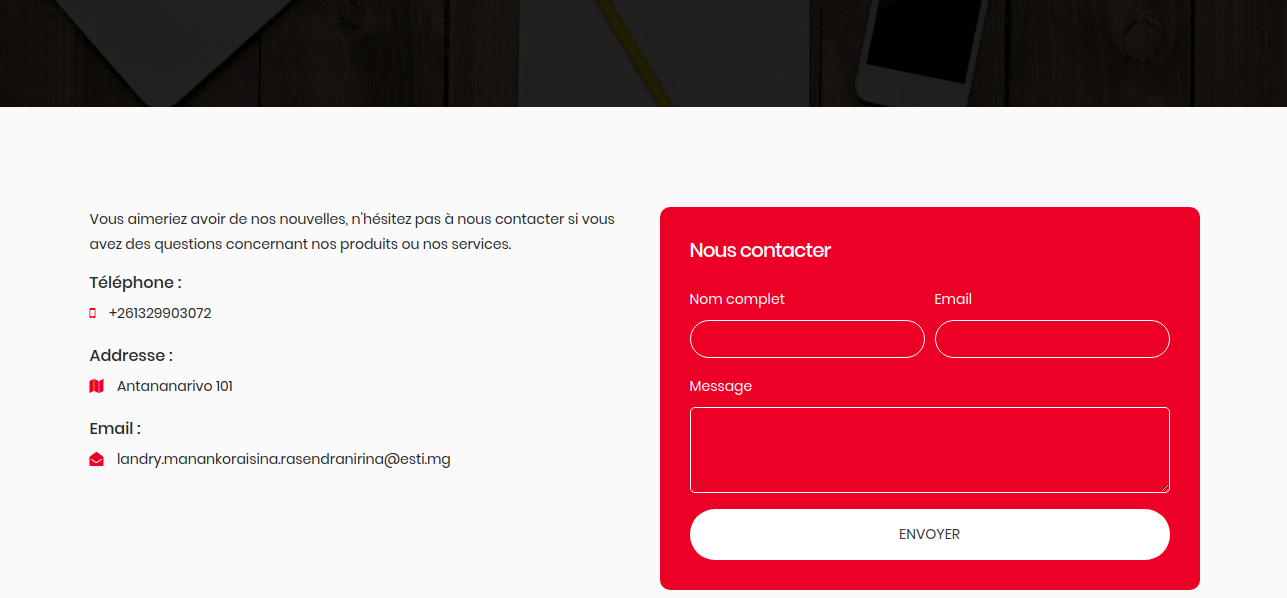 Vous aimeriez avoir de nos nouvelles, n'hésitez pas à nous contacter si vous
avez des questions concernant nos produits ou nos services.
Téléphone :
+261329903072
Addresse :
Antananarivo 101
Email :
landry.manankoraisina.rasendranirina@esti.mg
Nous contacter
Nom complet
Email
Message
ENVOYER